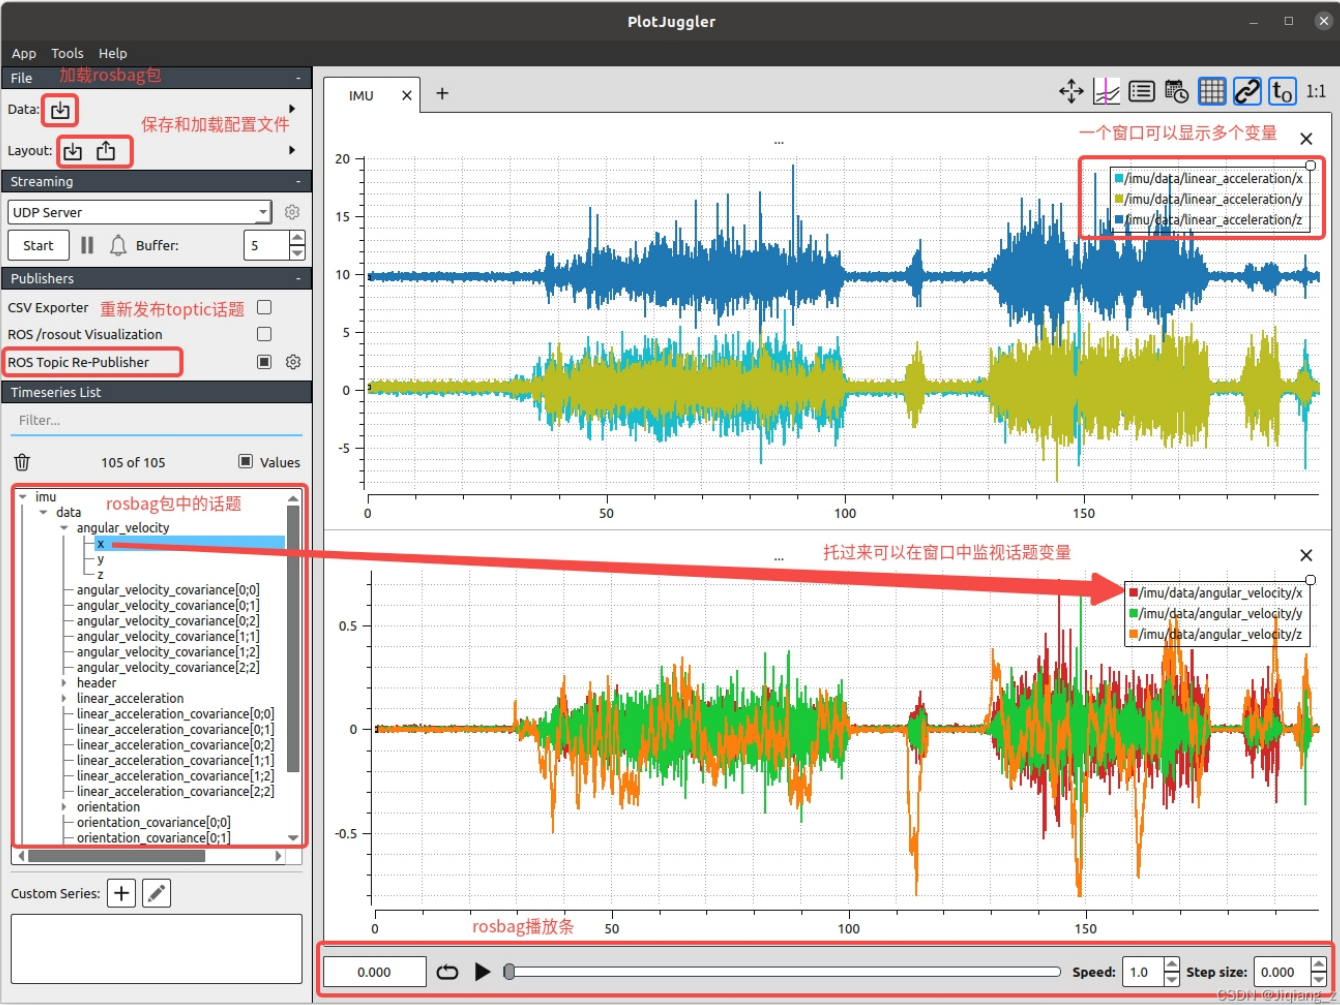 PlotJuggler
App Tools Help
File -
加载rosbag包
Data:
保存和加载配置文件
Layout:
Streaming -
UDP Server
Start Buffer: 5
Publishers -
CSV Exporter
重新发布toptic话题
ROS /rosout Visualization
ROS Topic Re-Publisher
Timeseries List
Filter...
105 of 105 Values
imu
rosbag包中的话题
data
angular_velocity
x
y
z
angular_velocity_covariance[0;0]
angular_velocity_covariance[0;1]
angular_velocity_covariance[0;2]
angular_velocity_covariance[1;1]
angular_velocity_covariance[1;2]
angular_velocity_covariance[2;2]
header
linear_acceleration
linear_acceleration_covariance[0;0]
linear_acceleration_covariance[0;1]
linear_acceleration_covariance[0;2]
linear_acceleration_covariance[1;1]
linear_acceleration_covariance[1;2]
linear_acceleration_covariance[2;2]
orientation
orientation_covariance[0;0]
orientation_covariance[0;1]
Custom Series:
IMU
t0 1:1
一个窗口可以显示多个变量
...
/imu/data/linear_acceleration/x
/imu/data/linear_acceleration/y
/imu/data/linear_acceleration/z
20
15
10
5
0
-5
0 50 100 150
...
托过来可以在窗口中监视话题变量
/imu/data/angular_velocity/x
/imu/data/angular_velocity/y
/imu/data/angular_velocity/z
0.5
0
-0.5
0 50 100 150
rosbag播放条
0.000 Speed: 1.0 Step size: 0.000
CSDN @Jiqiang_z